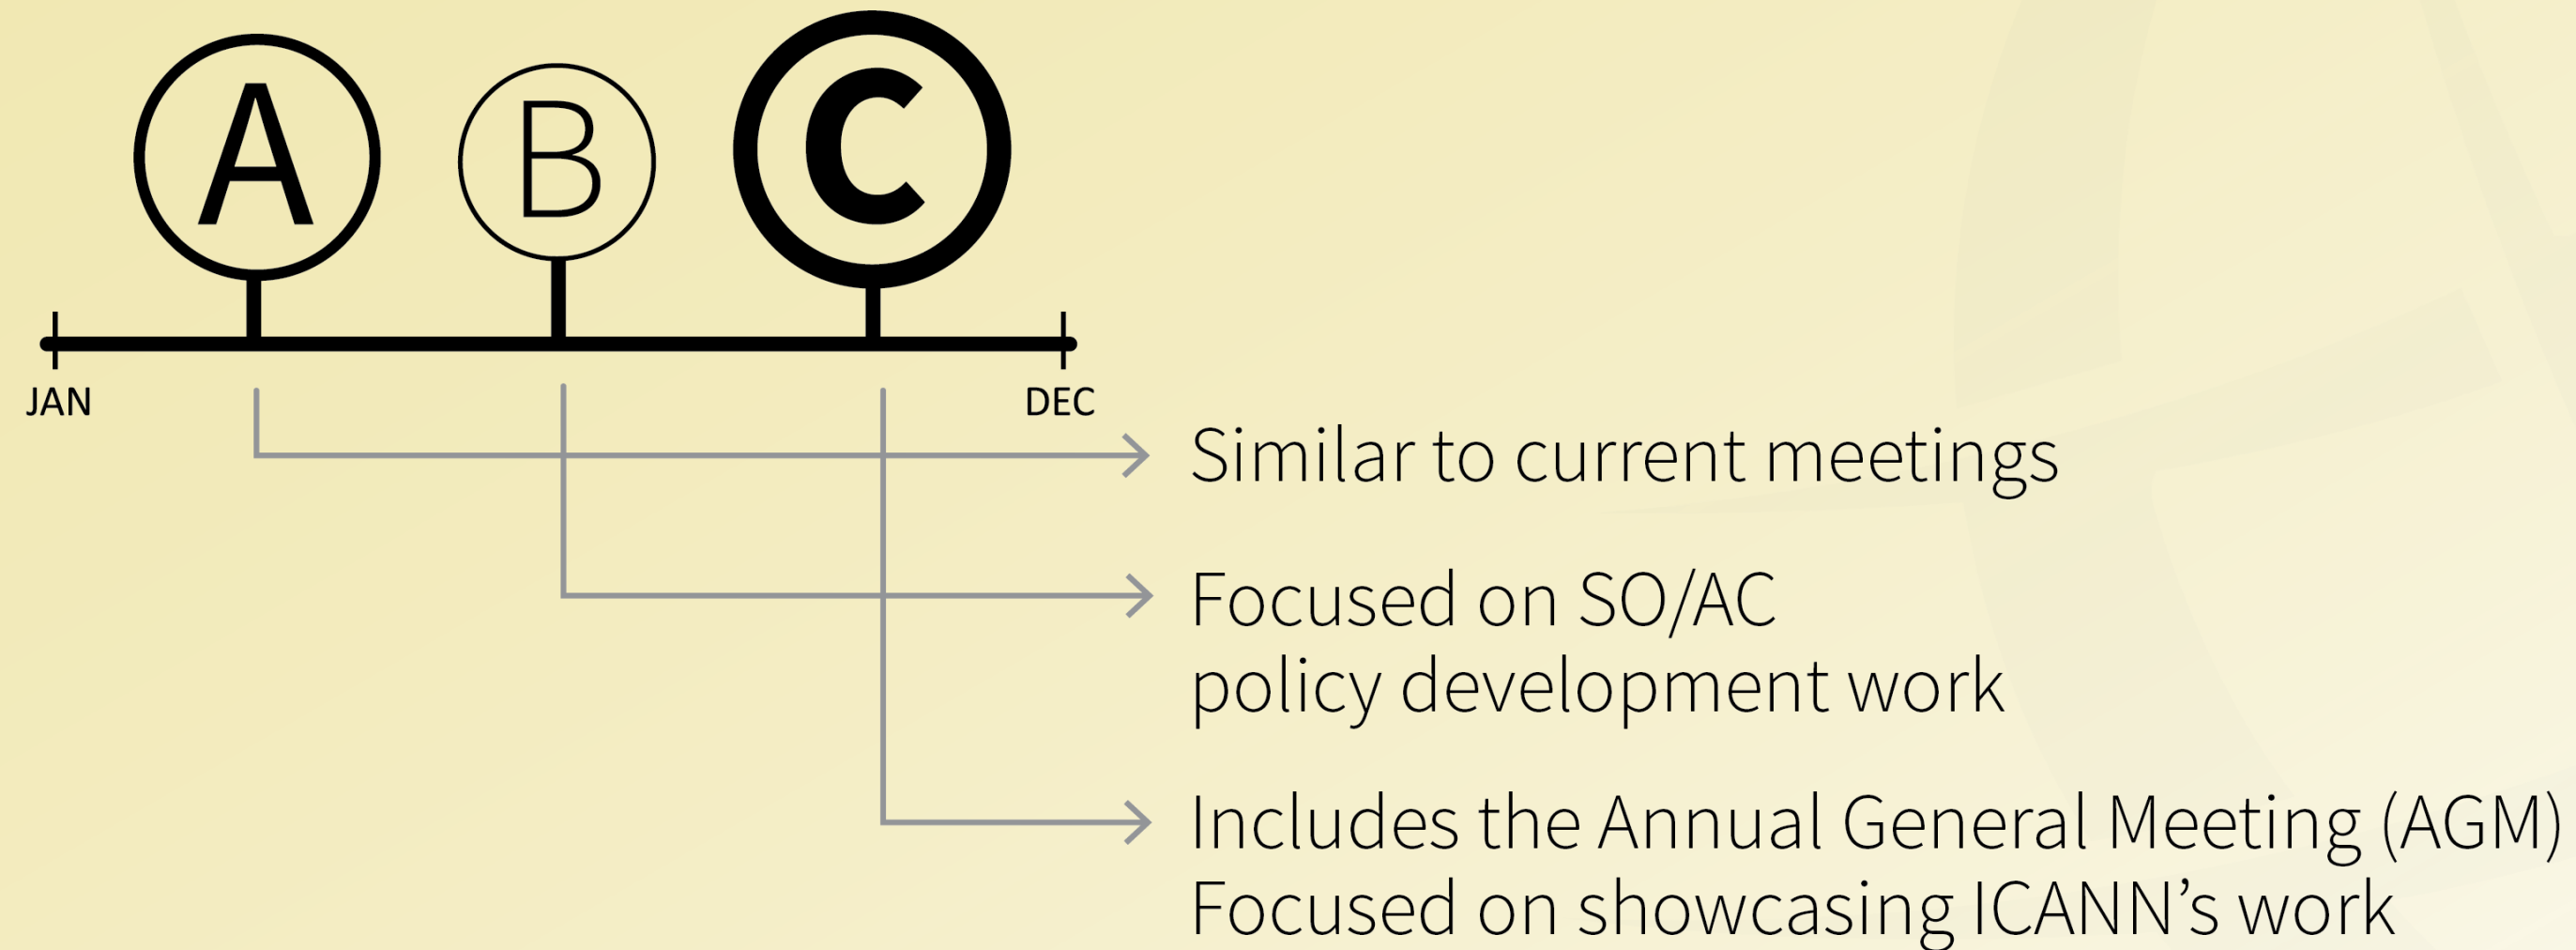 A B C
JAN DEC
Similar to current meetings
Focused on SO/AC
policy development work
Includes the Annual General Meeting (AGM)
Focused on showcasing ICANN’s work